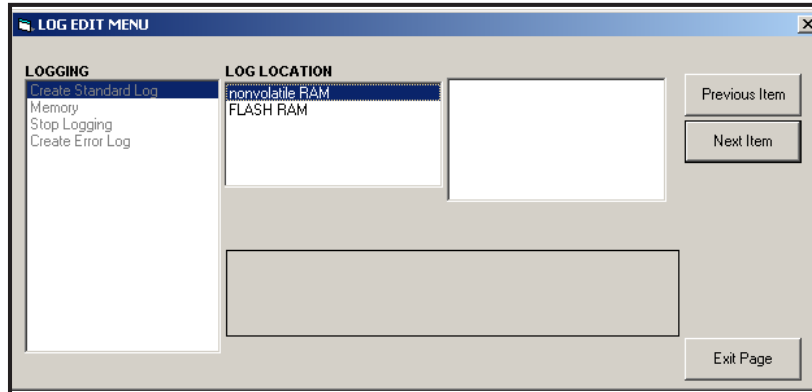 LOG EDIT MENU
LOGGING
Create Standard Log
Memory
Stop Logging
Create Error Log
LOG LOCATION
nonvolatile RAM
FLASH RAM
Previous Item
Next Item
Exit Page